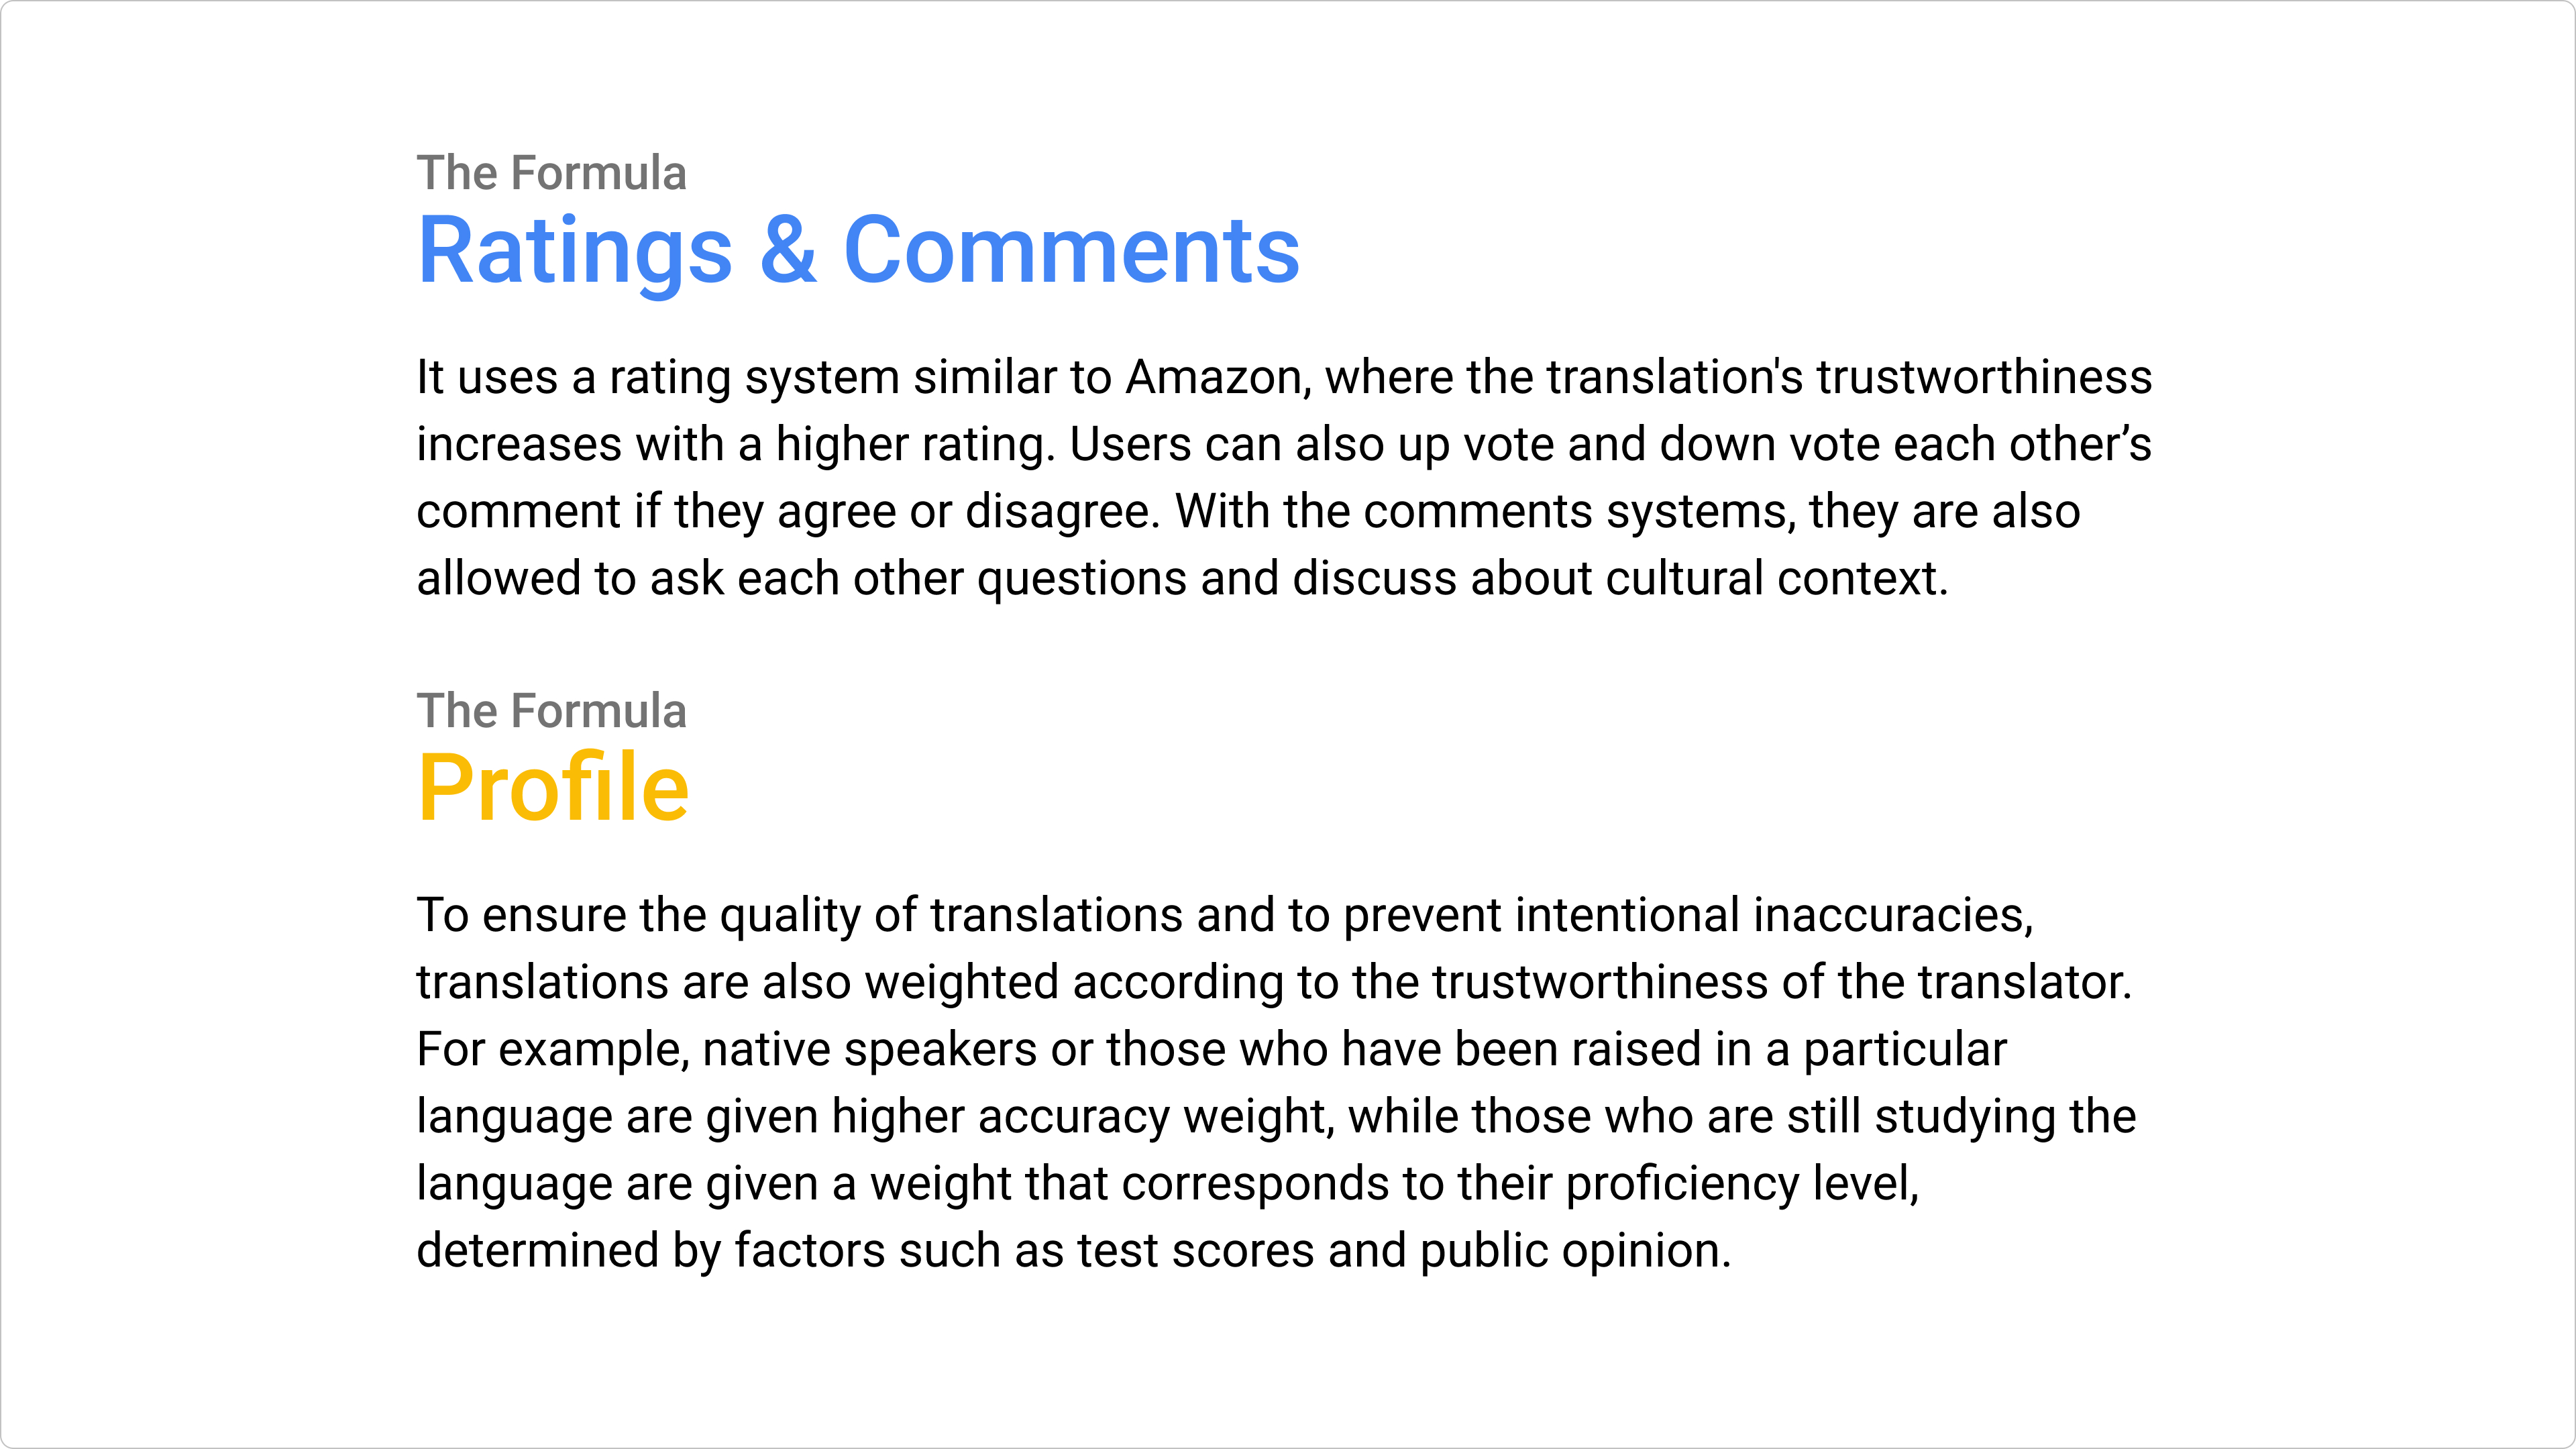 The Formula
Ratings & Comments
It uses a rating system similar to Amazon, where the translation's trustworthiness
increases with a higher rating. Users can also up vote and down vote each other’s
comment if they agree or disagree. With the comments systems, they are also
allowed to ask each other questions and discuss about cultural context.
The Formula
Profile
To ensure the quality of translations and to prevent intentional inaccuracies,
translations are also weighted according to the trustworthiness of the translator.
For example, native speakers or those who have been raised in a particular
language are given higher accuracy weight, while those who are still studying the
language are given a weight that corresponds to their proficiency level,
determined by factors such as test scores and public opinion.